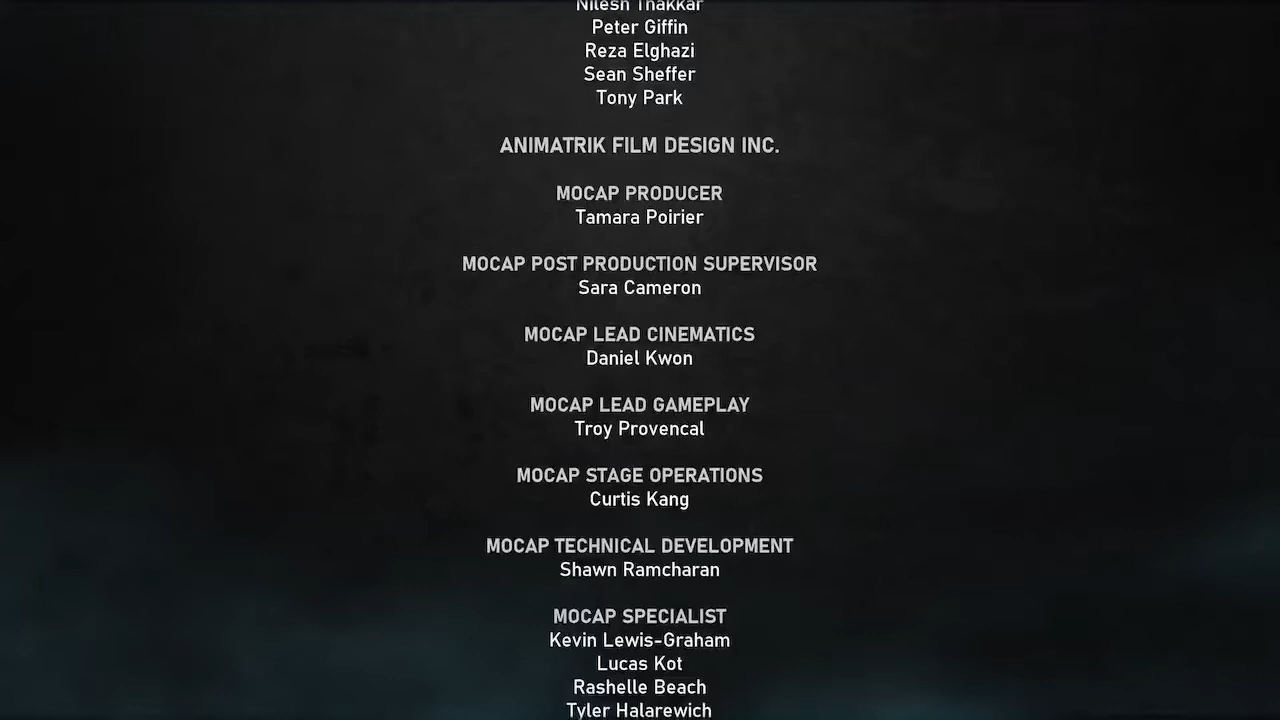 Nilesh Thakkar
Peter Giffin
Reza Elghazi
Sean Sheffer
Tony Park
ANIMATRIK FILM DESIGN INC.
MOCAP PRODUCER
Tamara Poirier
MOCAP POST PRODUCTION SUPERVISOR
Sara Cameron
MOCAP LEAD CINEMATICS
Daniel Kwon
MOCAP LEAD GAMEPLAY
Troy Provencal
MOCAP STAGE OPERATIONS
Curtis Kang
MOCAP TECHNICAL DEVELOPMENT
Shawn Ramcharan
MOCAP SPECIALIST
Kevin Lewis-Graham
Lucas Kot
Rashelle Beach
Tyler Halarewich